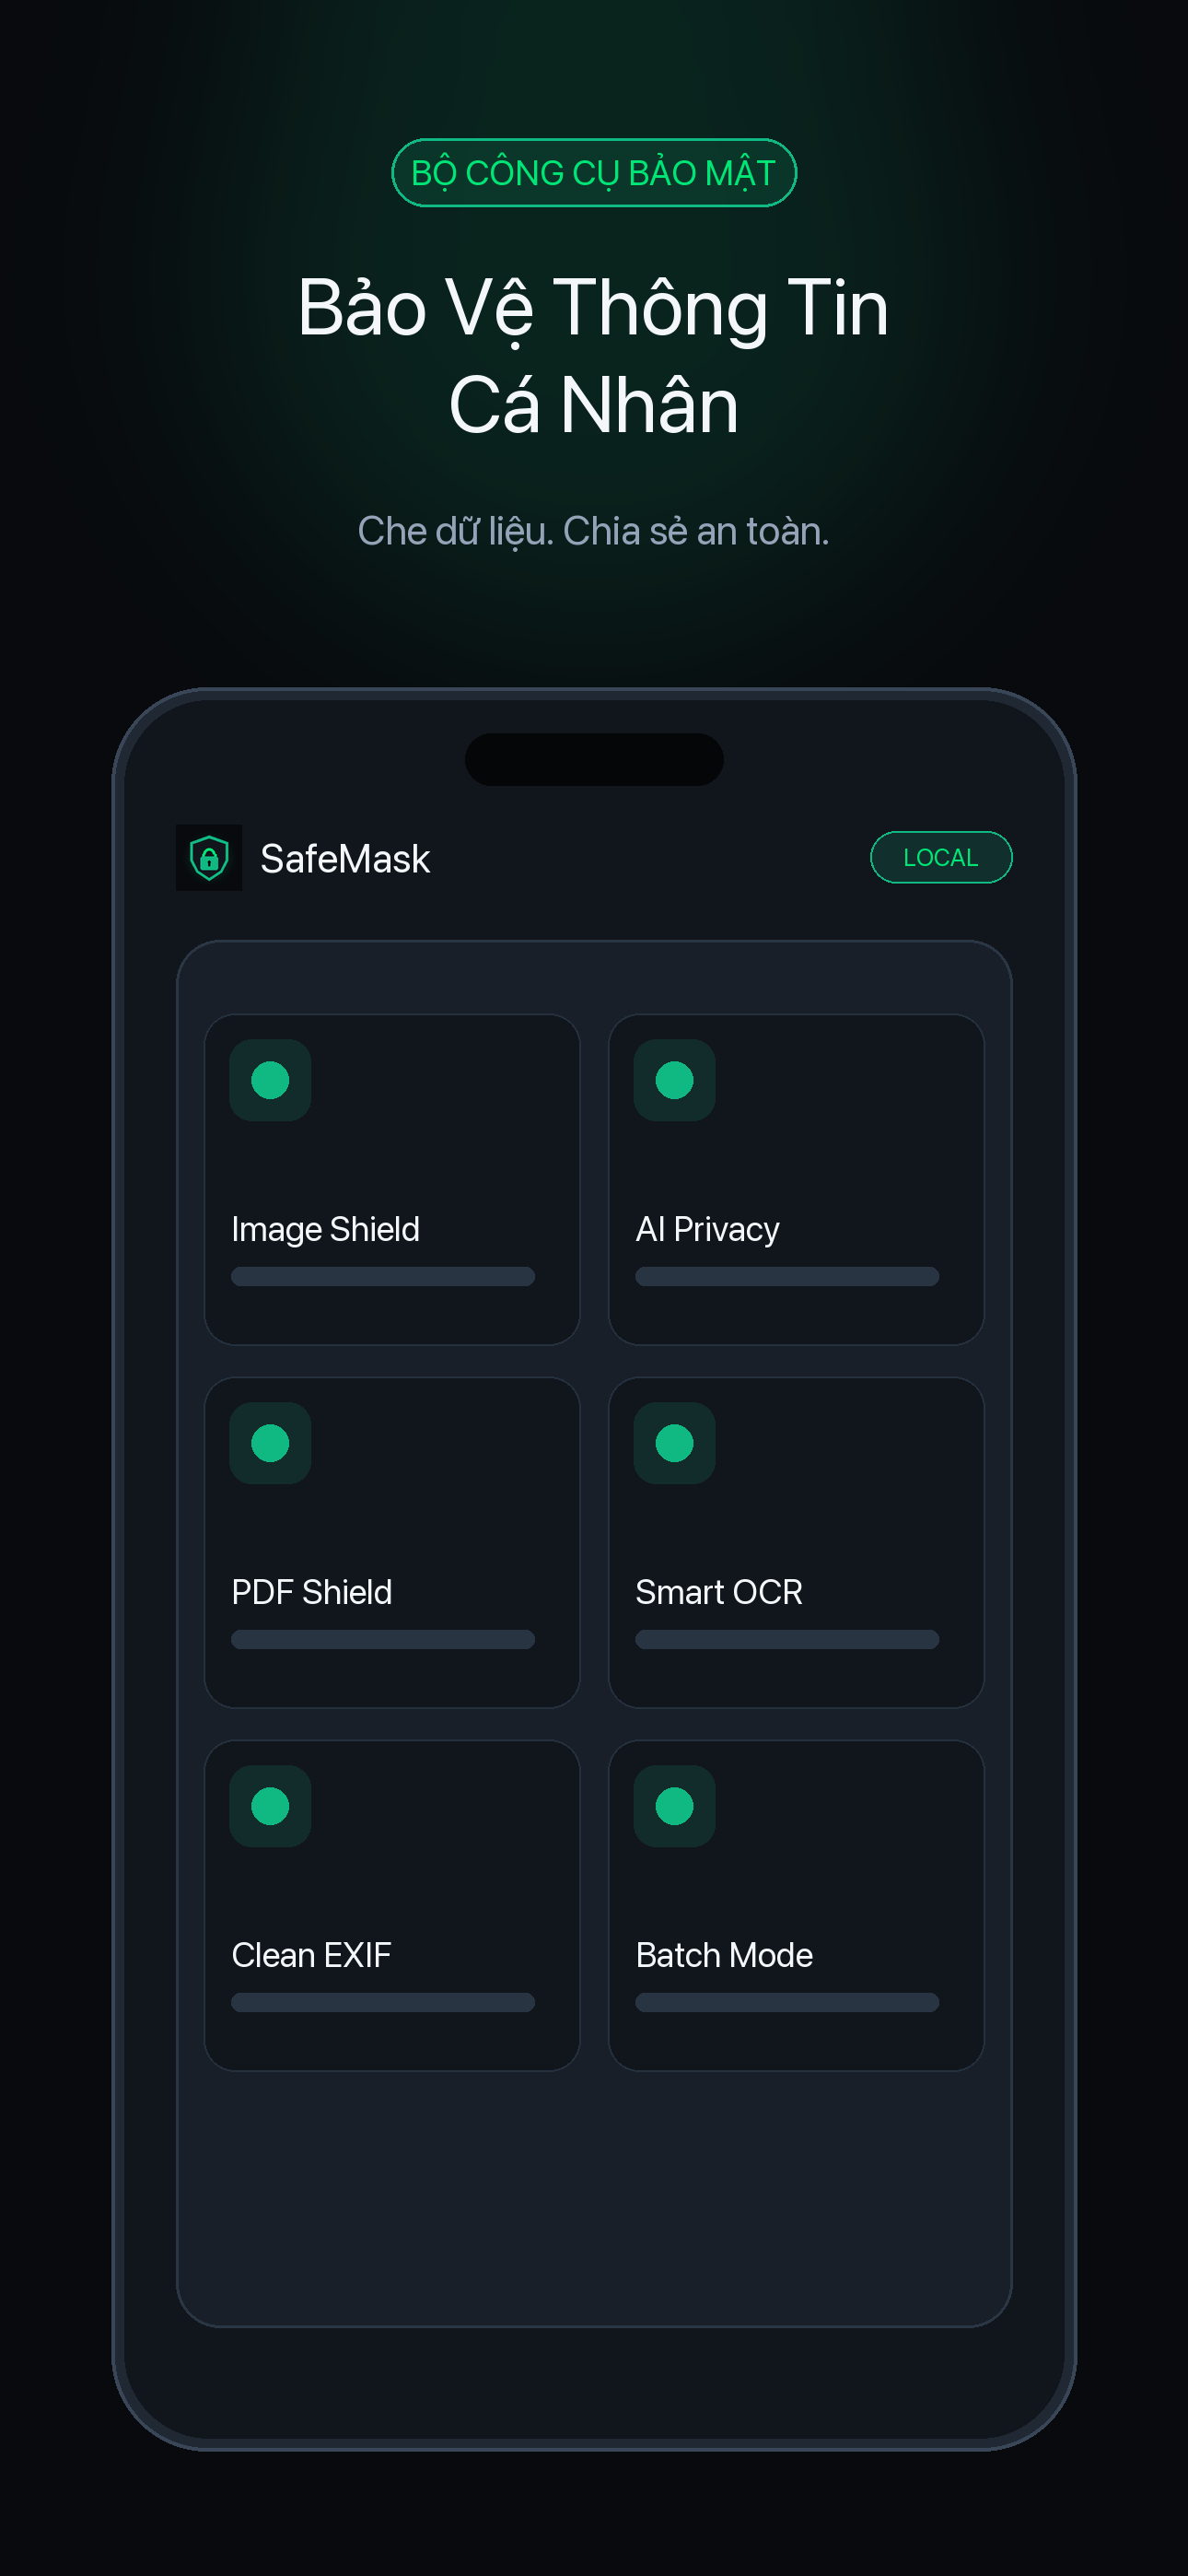 BỘ CÔNG CỤ BẢO MẬT
Bảo Vệ Thông Tin
Cá Nhân
Che dữ liệu. Chia sẻ an toàn.
SafeMask
LOCAL
Image Shield
AI Privacy
PDF Shield
Smart OCR
Clean EXIF
Batch Mode